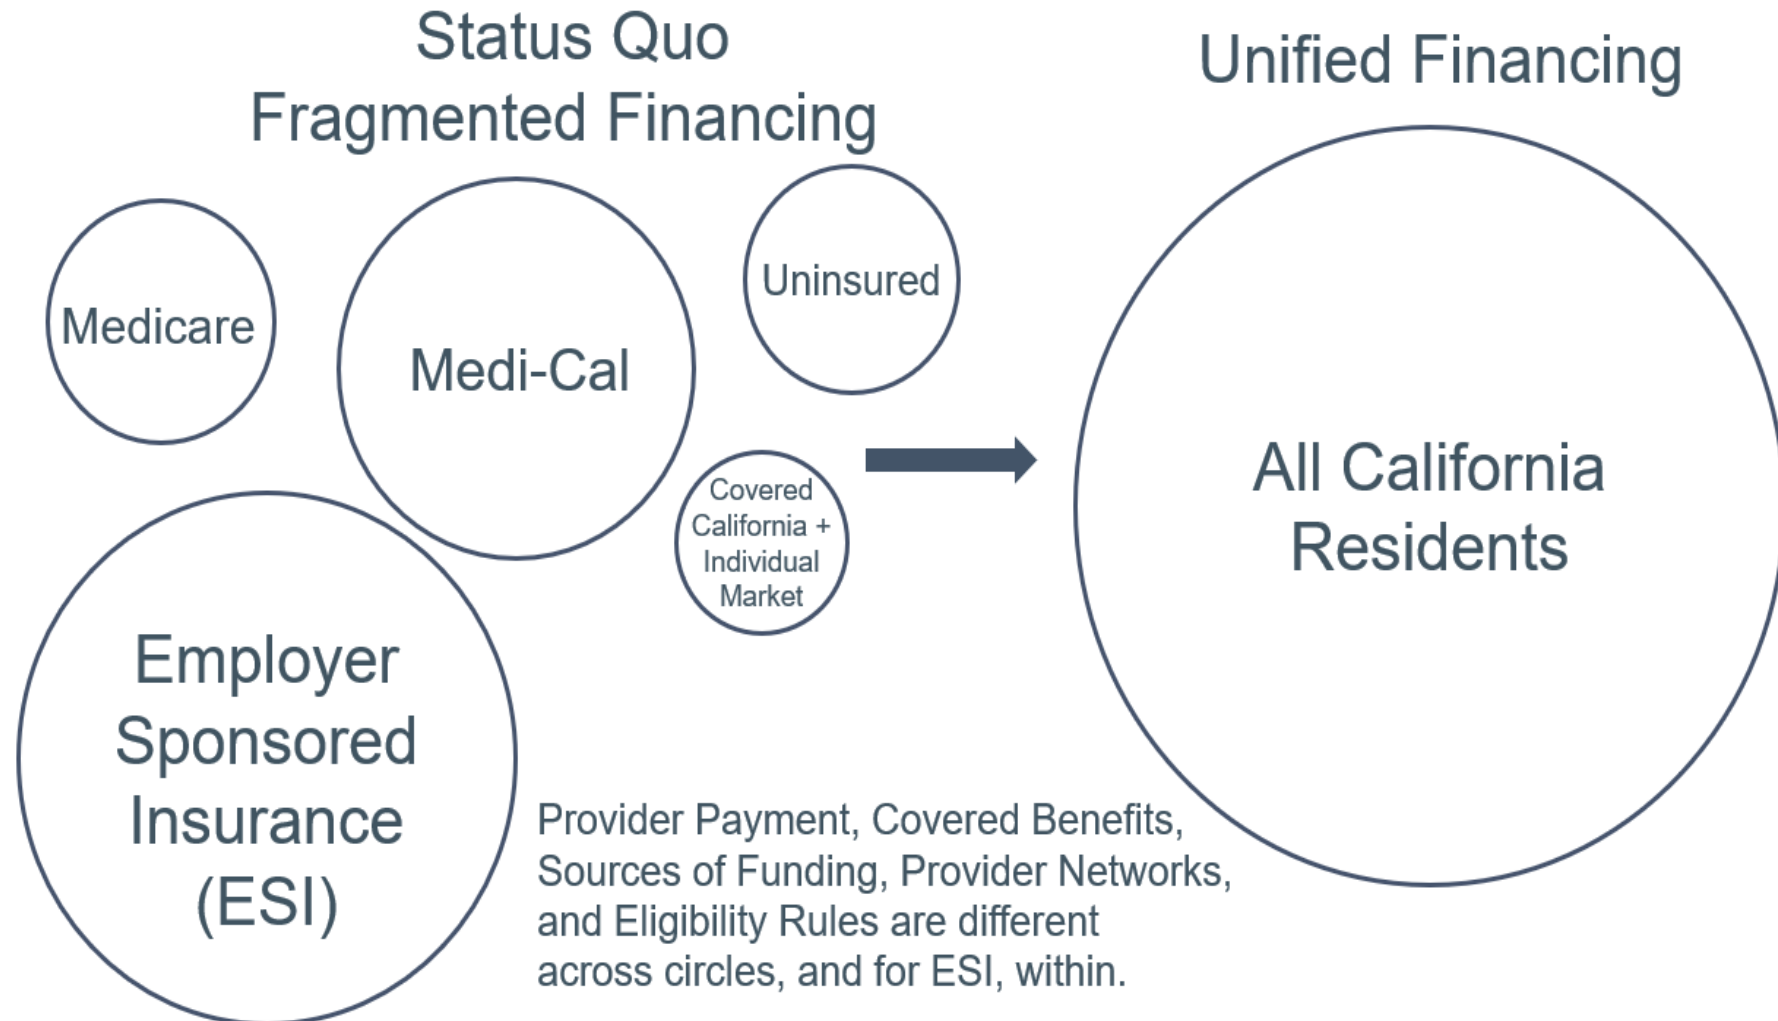 Status Quo
Fragmented Financing
Unified Financing
Medicare
Medi-Cal
Uninsured
Covered
California +
Individual
Market
Employer
Sponsored
Insurance
(ESI)
All California
Residents
Provider Payment, Covered Benefits,
Sources of Funding, Provider Networks,
and Eligibility Rules are different
across circles, and for ESI, within.